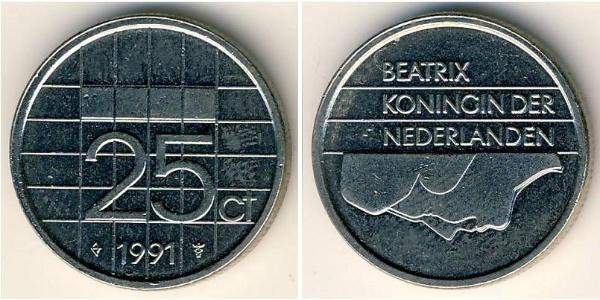 25 CT
1991
BEATRIX
KONINGIN DER
NEDERLANDEN